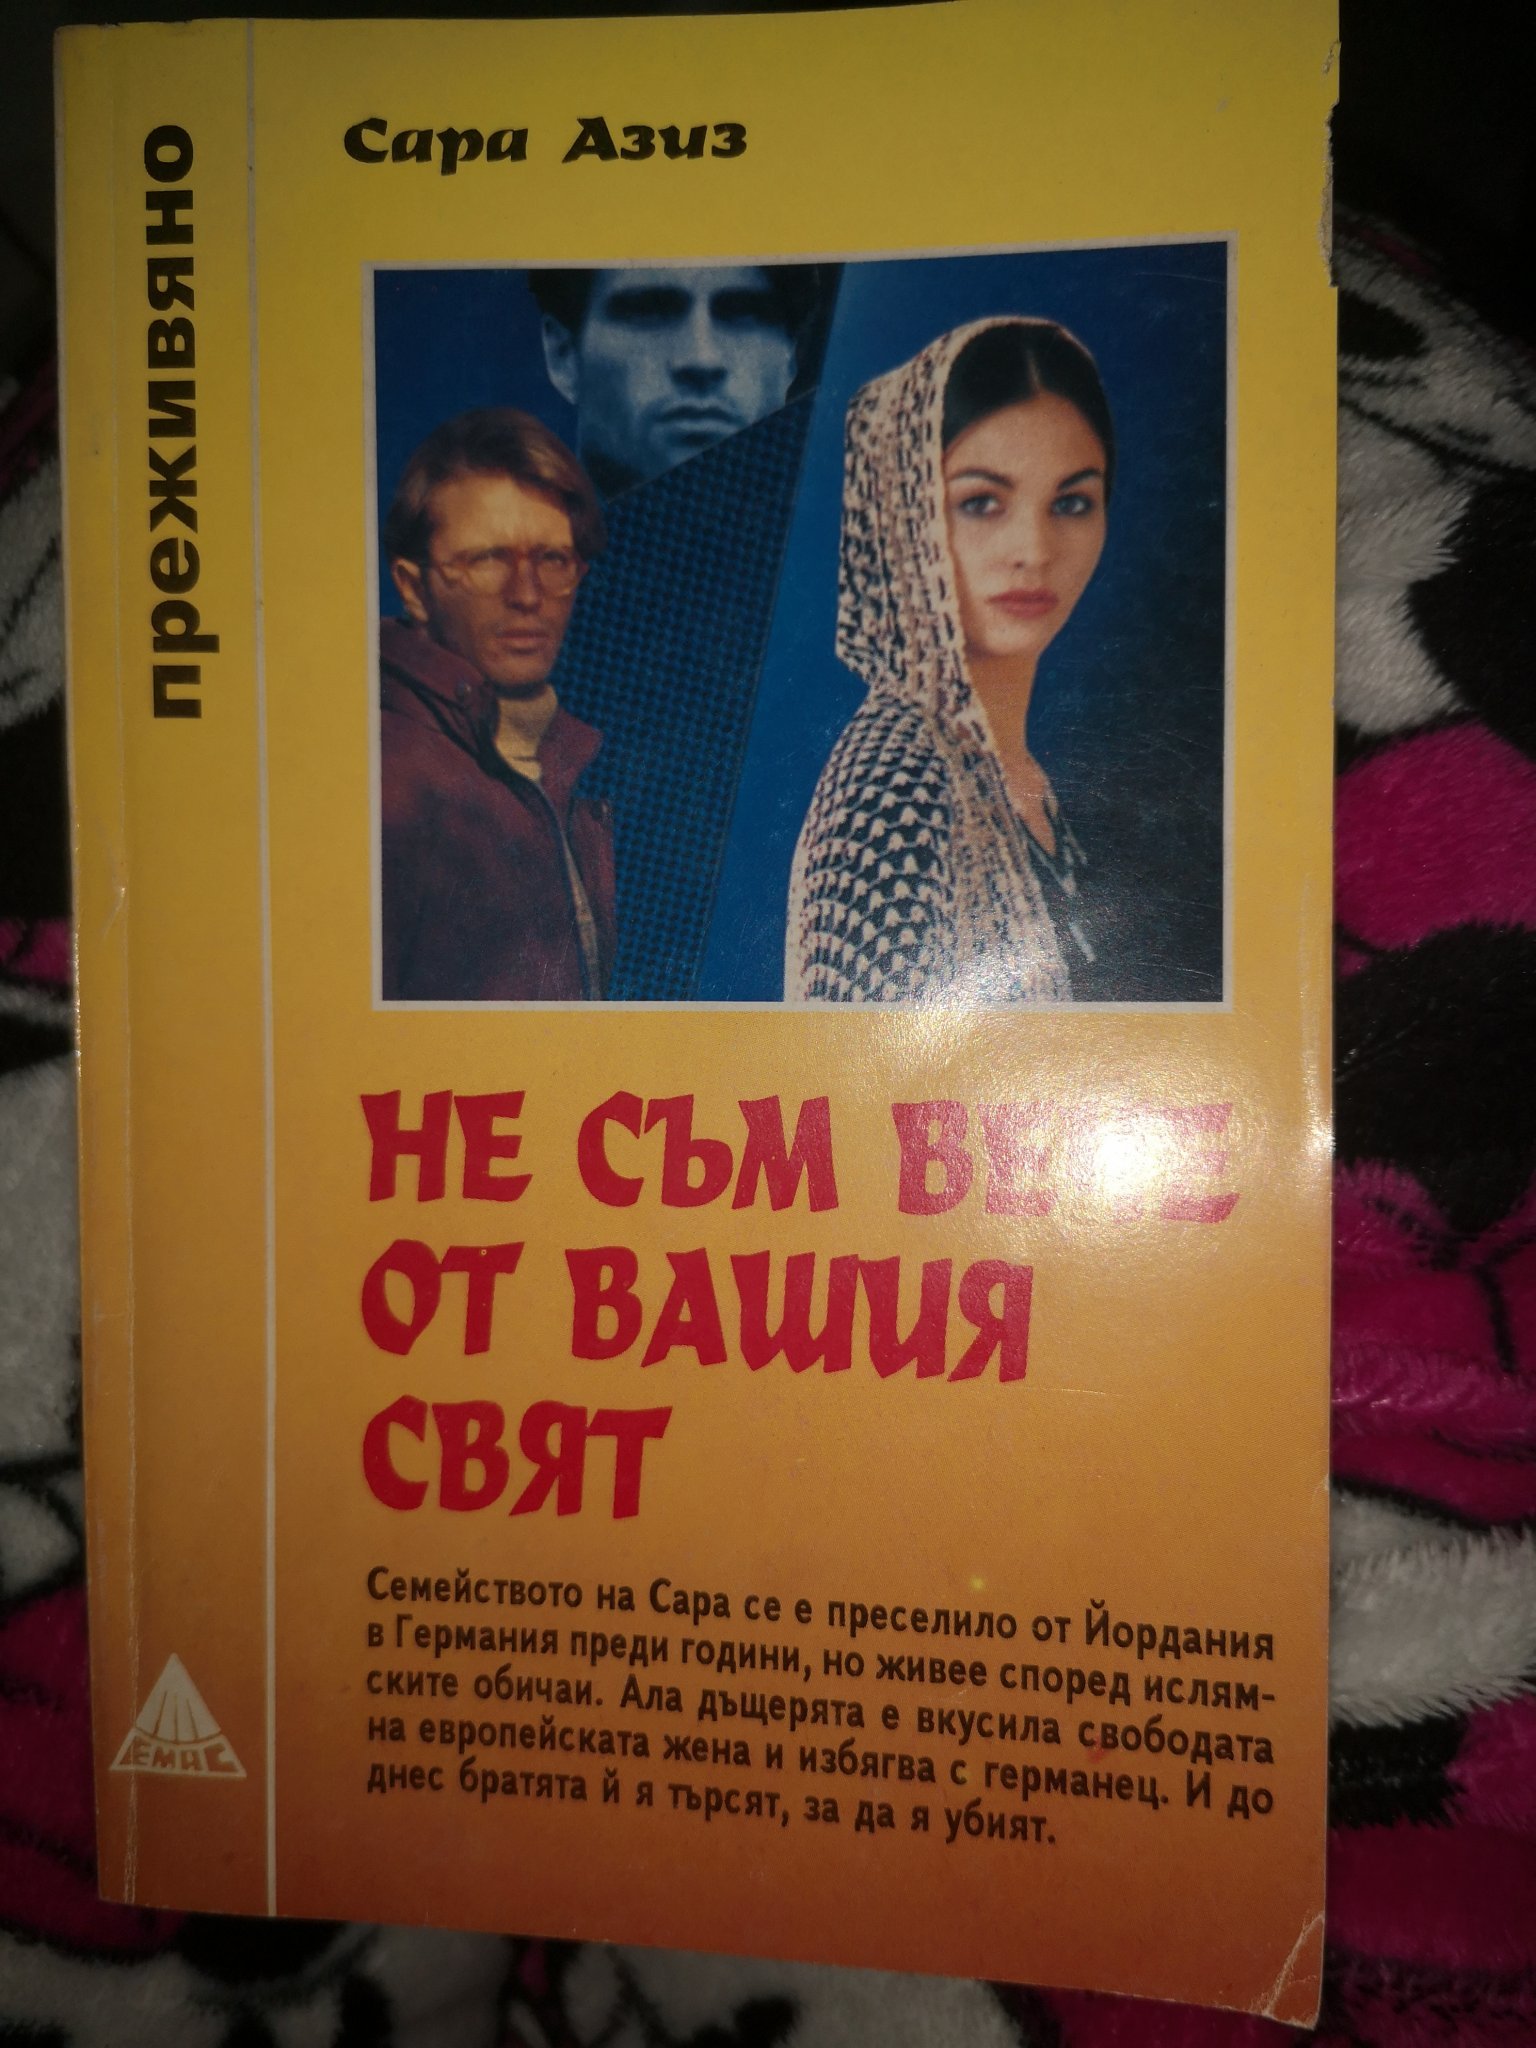 Сара Азиз
преживяно
НЕ СЪМ ВЕЧЕ
ОТ ВАШИЯ
СВЯТ
Семейството на Сара се е преселило от Йордания
в Германия преди години, но живее според ислям-
ските обичаи. Ала дъщерята е вкусила свободата
на европейската жена и избягва с германец. И до
днес братята й я търсят, за да я убият.
ЕМАС